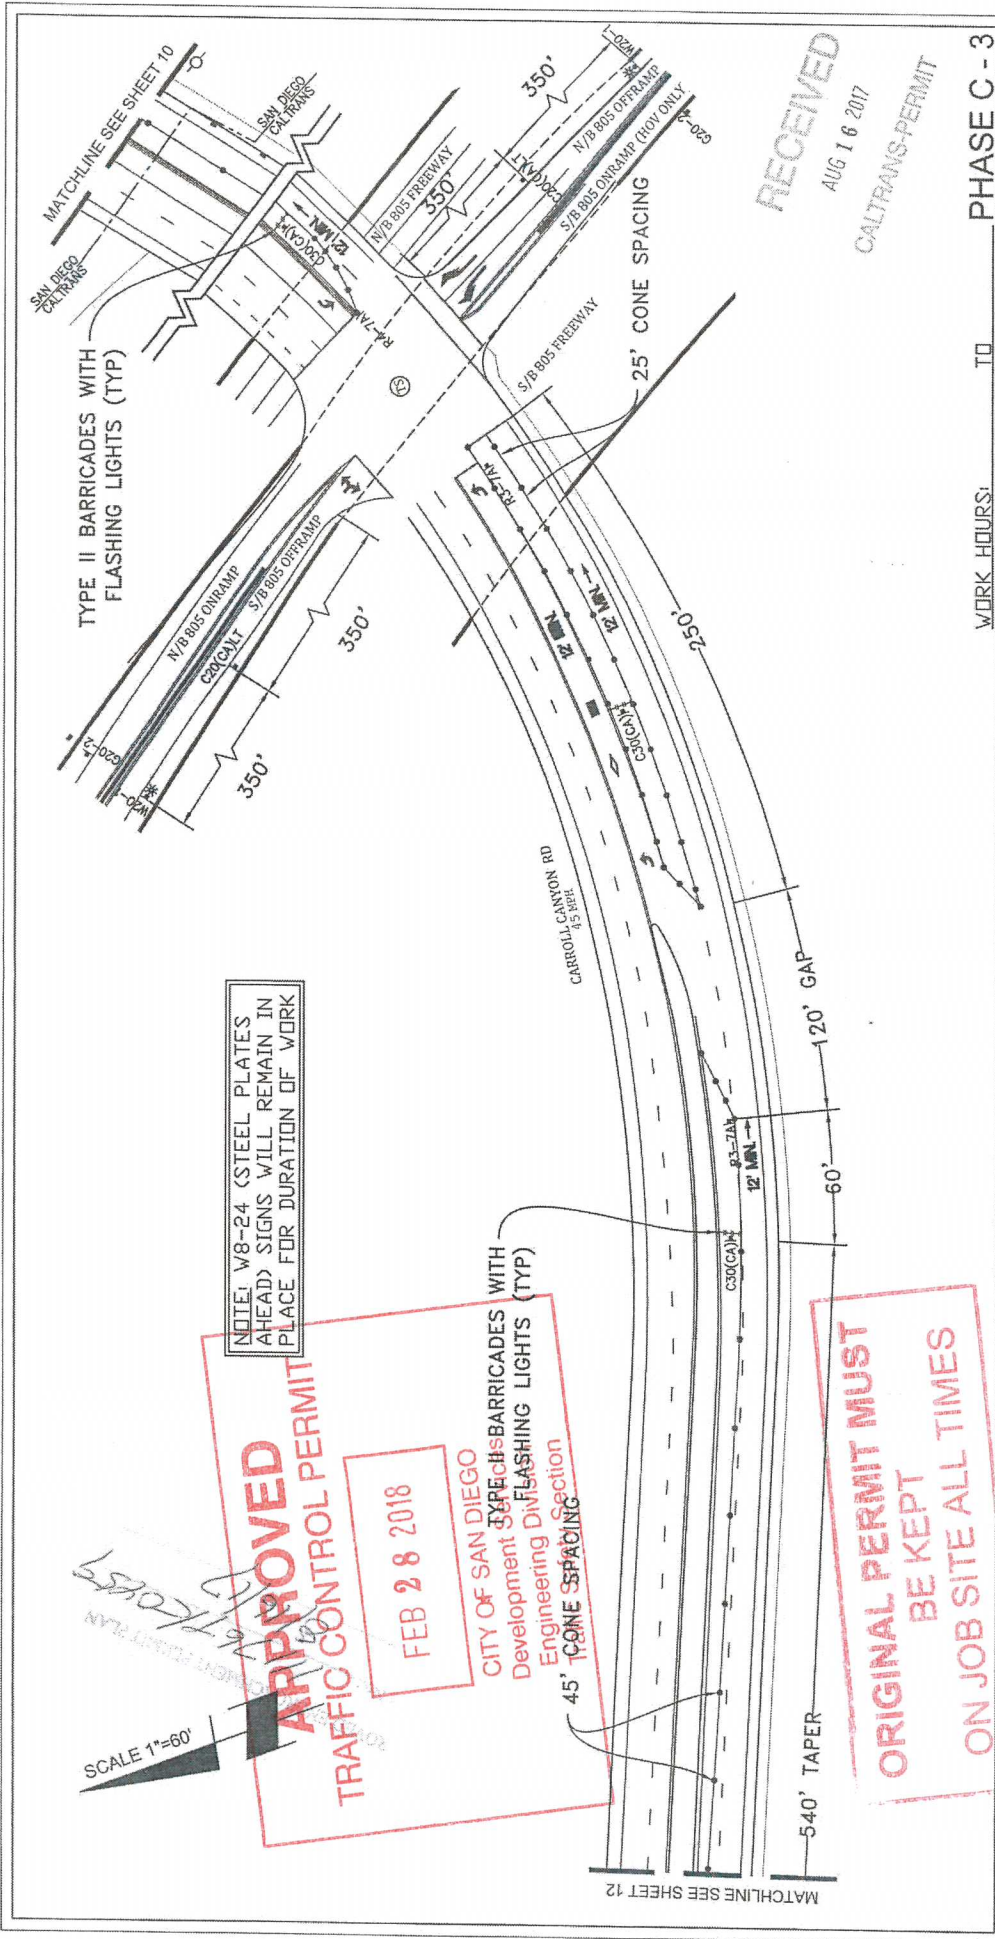 MATCHLINE SEE SHEET 10
SAN DIEGO
CALTRANS
SAN DIEGO
CALTRANS
TYPE II BARRICADES WITH
FLASHING LIGHTS (TYP)
C30(CA)
12' MIN.
R4-7A
TS
N/B 805 FREEWAY
350'
350'
W20-1
C20(CA)LT
N/B 805 OFFRAMP
S/B 805 ONRAMP (HOV ONLY)
G20-2
N/B 805 ONRAMP
S/B 805 OFFRAMP
C20(CA)LT
G20-2
W20-
350'
350'
S/B 805 FREEWAY
25' CONE SPACING
R3-7A
12' MIN.
12' MIN.
C30(CA)
250'
CARROLL CANYON RD
45 MPH
120' GAP
60'
R3-7A
12' MIN.
C30(CA)
NOTE: W8-24 (STEEL PLATES
AHEAD) SIGNS WILL REMAIN IN
PLACE FOR DURATION OF WORK
TYPE II BARRICADES WITH
FLASHING LIGHTS (TYP)
45' CONE SPACING
540' TAPER
MATCHLINE SEE SHEET 12
SCALE 1"=60'
APPROVED
TRAFFIC CONTROL PERMIT
FEB 28 2018
CITY OF SAN DIEGO
Development Services
Engineering Division
Section
ORIGINAL PERMIT MUST
BE KEPT
ON JOB SITE ALL TIMES
RECEIVED
AUG 16 2017
CALTRANS-PERMIT
WORK HOURS: TO
PHASE C - 3